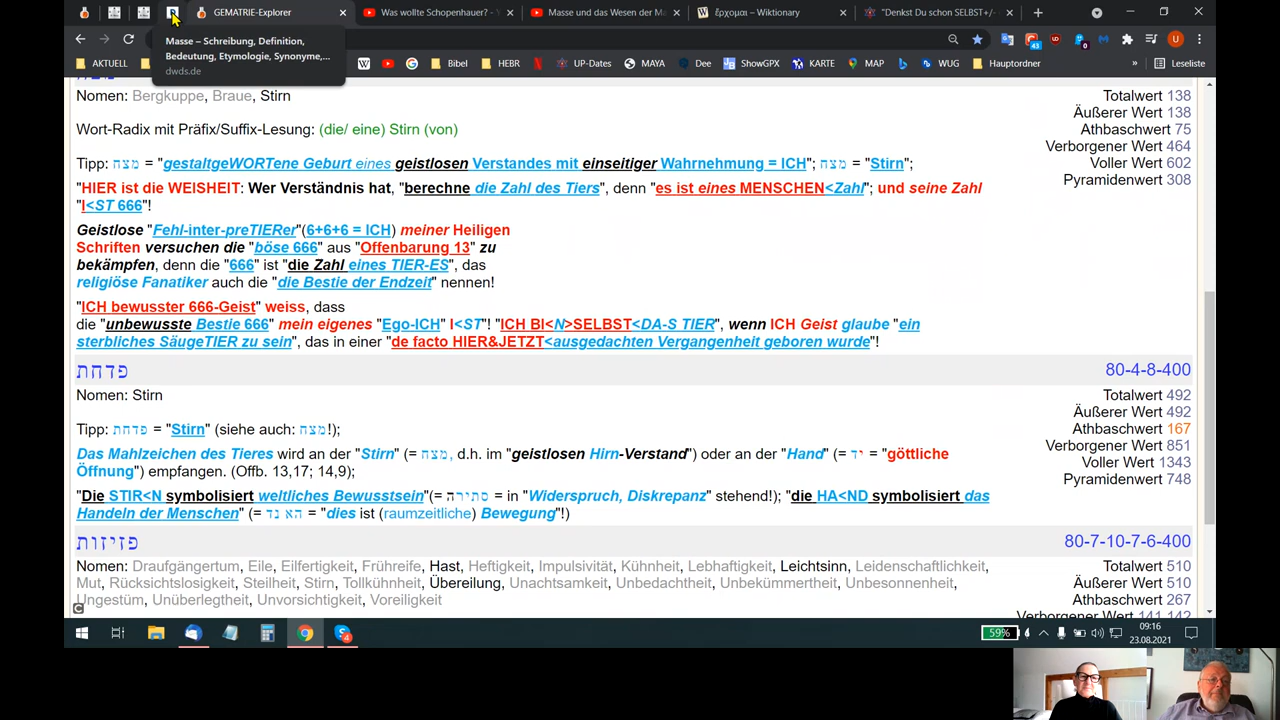 GEMATRIE-Explorer
Was wollte Schopenhauer? - 
Masse und das Wesen der Ma
ἔρχομαι - Wiktionary
"Denkst Du schon SELBST+/-
Masse – Schreibung, Definition,
Bedeutung, Etymologie, Synonyme,...
dwds.de
43
0
U
AKTUELL
W
Bibel
HEBR
UP-Dates
MAYA
Dee
ShowGPX
KARTE
MAP
WUG
Hauptordner
»
Leseliste
Nomen: Bergkuppe, Braue, Stirn
Totalwert 138
Äußerer Wert 138
Wort-Radix mit Präfix/Suffix-Lesung: (die/ eine) Stirn (von)
Athbaschwert 75
Verborgener Wert 464
Tipp: מצח = "gestaltgeWORTene Geburt eines geistlosen Verstandes mit einseitiger Wahrnehmung = ICH"; מצח = "Stirn";
Voller Wert 602
Pyramidenwert 308
"HIER ist die WEISHEIT: Wer Verständnis hat, "berechne die Zahl des Tiers", denn "es ist eines MENSCHEN<Zahl"; und seine Zahl
"I<ST 666"!
Geistlose "Fehl-inter-preTIERer"(6+6+6 = ICH) meiner Heiligen
Schriften versuchen die "böse 666" aus "Offenbarung 13" zu
bekämpfen, denn die "666" ist "die Zahl eines TIER-ES", das
religiöse Fanatiker auch die "die Bestie der Endzeit" nennen!
"ICH bewusster 666-Geist" weiss, dass
die "unbewusste Bestie 666" mein eigenes "Ego-ICH" I<ST"! "ICH BI<N>SELBST<DA-S TIER", wenn ICH Geist glaube "ein
sterbliches SäugeTIER zu sein", das in einer "de facto HIER&JETZT<ausgedachten Vergangenheit geboren wurde"!
פדחת
80-4-8-400
Nomen: Stirn
Totalwert 492
Äußerer Wert 492
Tipp: פדחת = "Stirn" (siehe auch: מצח!);
Athbaschwert 167
Verborgener Wert 851
Das Mahlzeichen des Tieres wird an der "Stirn" (= מצח, d.h. im "geistlosen Hirn-Verstand") oder an der "Hand" (= יד = "göttliche
Öffnung") empfangen. (Offb. 13,17; 14,9);
Voller Wert 1343
Pyramidenwert 748
"Die STIR<N symbolisiert weltliches Bewusstsein"(= סתירה = in "Widerspruch, Diskrepanz" stehend!); "die HA<ND symbolisiert das
Handeln der Menschen" (= הא נד = "dies ist (raumzeitliche) Bewegung"!)
פזיזות
80-7-10-7-6-400
Nomen: Draufgängertum, Eile, Eilfertigkeit, Frühreife, Hast, Heftigkeit, Impulsivität, Kühnheit, Lebhaftigkeit, Leichtsinn, Leidenschaftlichkeit,
Mut, Rücksichtslosigkeit, Steilheit, Stirn, Tollkühnheit, Übereilung, Unachtsamkeit, Unbedachtheit, Unbekümmertheit, Unbesonnenheit,
Ungestüm, Unüberlegtheit, Unvorsichtigkeit, Voreiligkeit
Totalwert 510
Äußerer Wert 510
Athbaschwert 267
Verborgener Wert 141,142
59%
09:16
23.08.2021